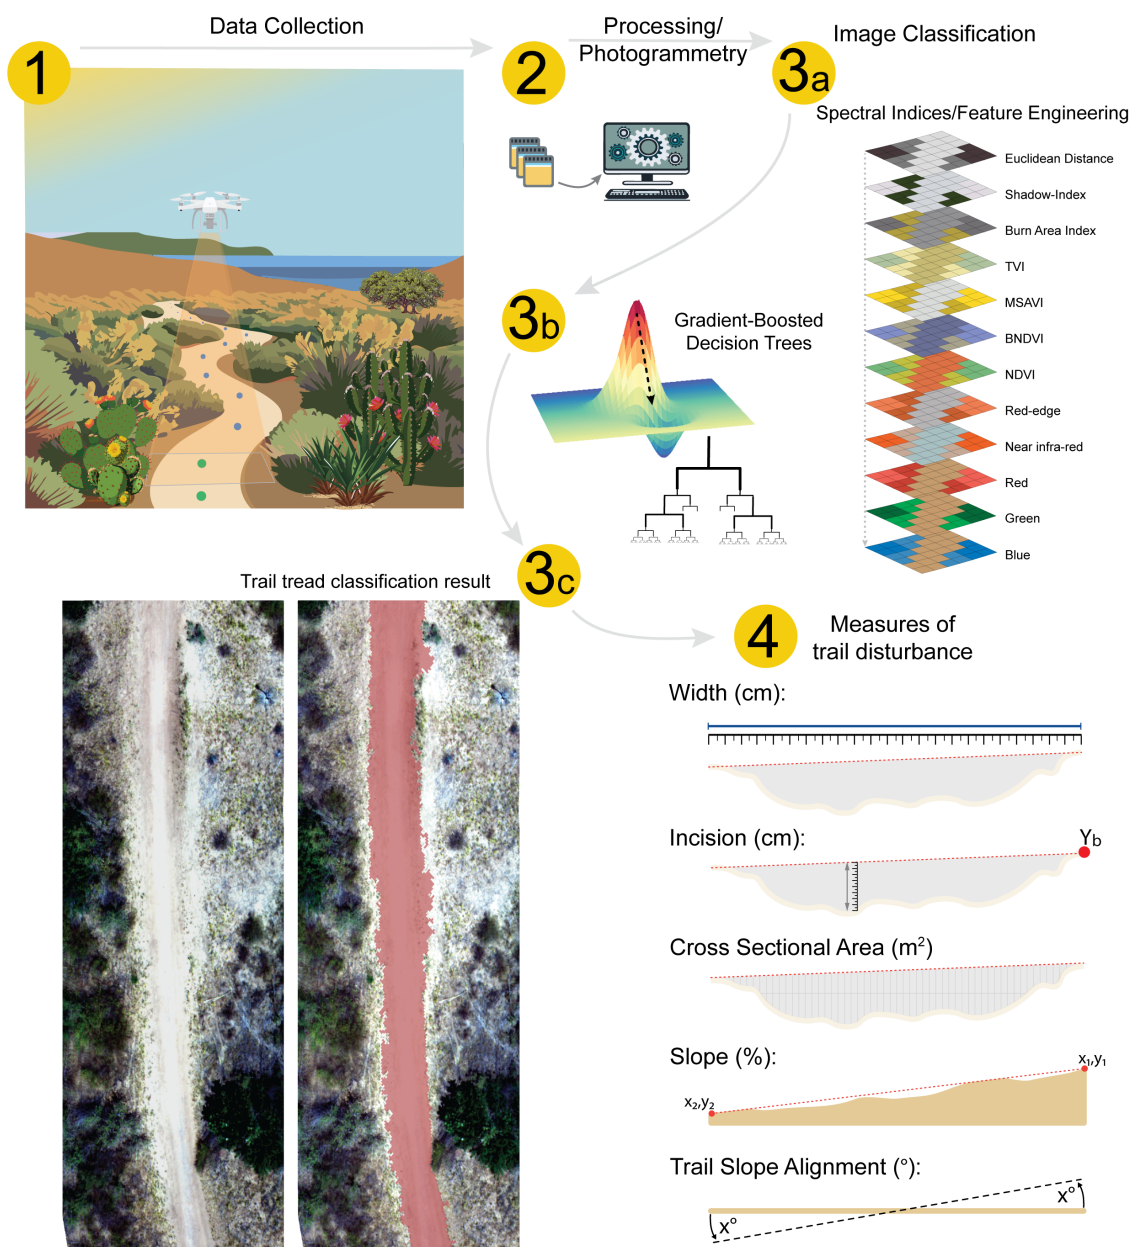 Data Collection
1
2
Processing/
Photogrammetry
3a
Image Classification
Spectral Indices/Feature Engineering
Euclidean Distance
Shadow-Index
Burn Area Index
TVI
MSAVI
BNDVI
NDVI
Red-edge
Near infra-red
Red
Green
Blue
3b
Gradient-Boosted
Decision Trees
3c
Trail tread classification result
4
Measures of
trail disturbance
Width (cm):
Incision (cm):
Yb
Cross Sectional Area (m²)
Slope (%):
x₁,y₁
x₂,y₂
Trail Slope Alignment (°):
x°
x°